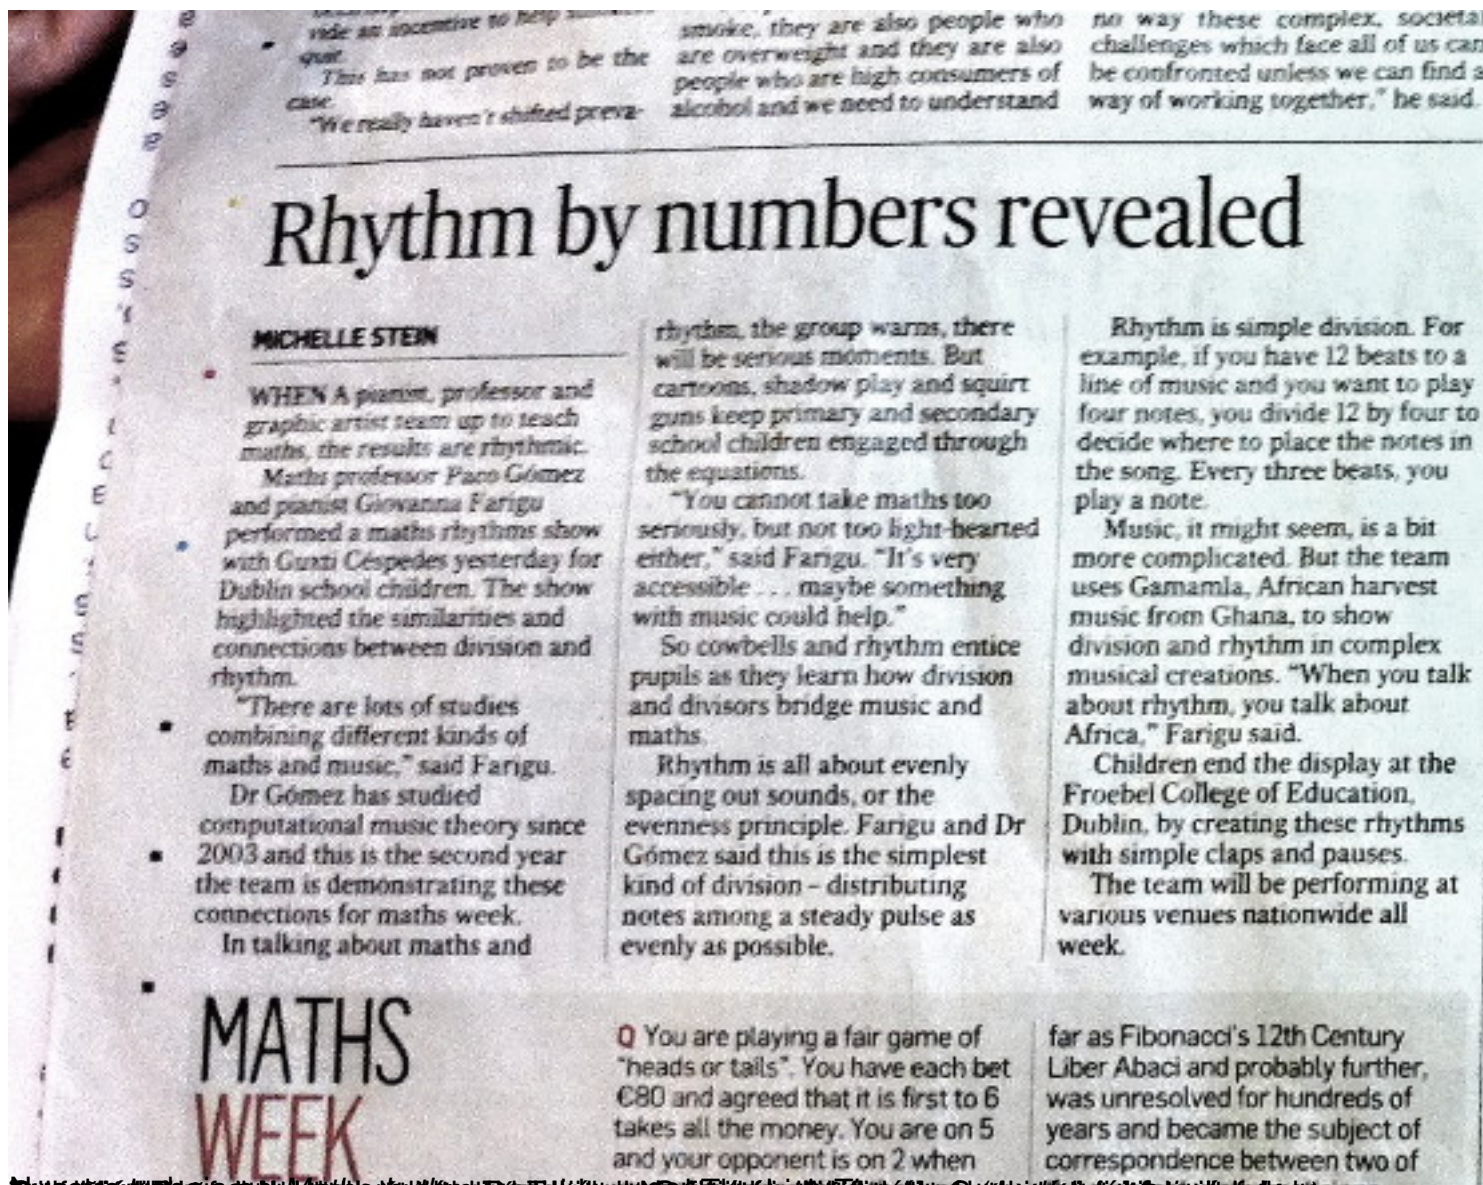 vide an incentive to help
quit.
This has not proven to be the
case.
"We really haven't shifted preva-
smoke, they are also people who
are overweight and they are also
people who are high consumers of
alcohol and we need to understand
no way these complex, societal
challenges which face all of us can
be confronted unless we can find a
way of working together," he said.
Rhythm by numbers revealed
MICHELLE STEIN
WHEN A pianist, professor and
graphic artist team up to teach
maths, the results are rhythmic.
Maths professor Paco Gómez
and pianist Giovanna Farigu
performed a maths rhythms show
with Guxti Céspedes yesterday for
Dublin school children. The show
highlighted the similarities and
connections between division and
rhythm.
"There are lots of studies
combining different kinds of
maths and music," said Farigu.
Dr Gómez has studied
computational music theory since
2003 and this is the second year
the team is demonstrating these
connections for maths week.
In talking about maths and
rhythm, the group warns, there
will be serious moments. But
cartoons, shadow play and squirt
guns keep primary and secondary
school children engaged through
the equations.
"You cannot take maths too
seriously, but not too light-hearted
either," said Farigu. "It's very
accessible . . . maybe something
with music could help."
So cowbells and rhythm entice
pupils as they learn how division
and divisors bridge music and
maths.
Rhythm is all about evenly
spacing out sounds, or the
evenness principle. Farigu and Dr
Gómez said this is the simplest
kind of division – distributing
notes among a steady pulse as
evenly as possible.
Rhythm is simple division. For
example, if you have 12 beats to a
line of music and you want to play
four notes, you divide 12 by four to
decide where to place the notes in
the song. Every three beats, you
play a note.
Music, it might seem, is a bit
more complicated. But the team
uses Gamamla, African harvest
music from Ghana, to show
division and rhythm in complex
musical creations. "When you talk
about rhythm, you talk about
Africa," Farigu said.
Children end the display at the
Froebel College of Education,
Dublin, by creating these rhythms
with simple claps and pauses.
The team will be performing at
various venues nationwide all
week.
MATHS
WEEK
Q You are playing a fair game of
"heads or tails". You have each bet
€80 and agreed that it is first to 6
takes all the money. You are on 5
and your opponent is on 2 when
far as Fibonacci's 12th Century
Liber Abaci and probably further,
was unresolved for hundreds of
years and became the subject of
correspondence between two of